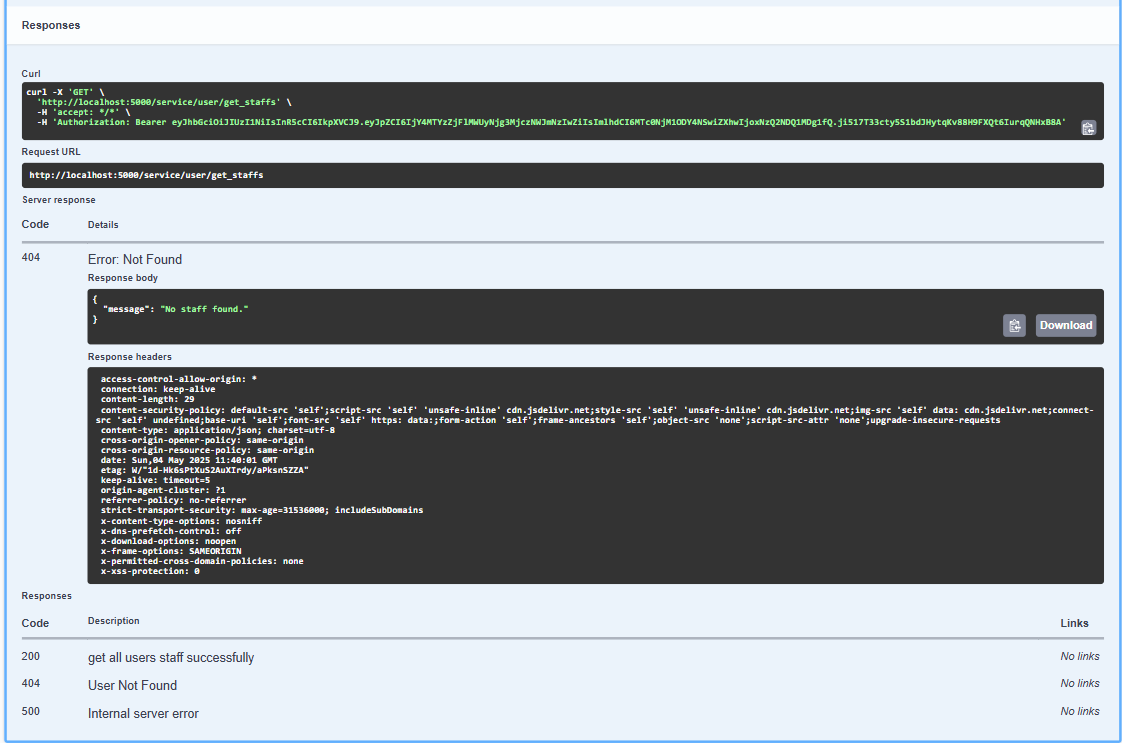 Responses
Curl
curl -X 'GET' \
'http://localhost:5000/service/user/get_staffs' \
-H 'accept: */*' \
-H 'Authorization: Bearer
Request URL
http://localhost:5000/service/user/get_staffs
Server response
Code Details
404 Error: Not Found
Response body
{
"message": "No staff found."
}
Download
Response headers
access-control-allow-origin: *
connection: keep-alive
content-length: 29
content-security-policy: default-src 'self';script-src 'self' 'unsafe-inline' cdn.jsdelivr.net;style-src 'self' 'unsafe-inline' cdn.jsdelivr.net;img-src 'self' data: cdn.jsdelivr.net;connect-
src 'self' undefined;base-uri 'self';font-src 'self' https: data:;form-action 'self';frame-ancestors 'self';object-src 'none';script-src-attr 'none';upgrade-insecure-requests
content-type: application/json; charset=utf-8
cross-origin-opener-policy: same-origin
cross-origin-resource-policy: same-origin
date: Sun,04 May 2025 11:40:01 GMT
etag:
keep-alive: timeout=5
origin-agent-cluster: ?1
referrer-policy: no-referrer
strict-transport-security: max-age=31536000; includeSubDomains
x-content-type-options: nosniff
x-dns-prefetch-control: off
x-download-options: noopen
x-frame-options: SAMEORIGIN
x-permitted-cross-domain-policies: none
x-xss-protection: 0
Responses
Code Description Links
200 get all users staff successfully No links
404 User Not Found No links
500 Internal server error No links